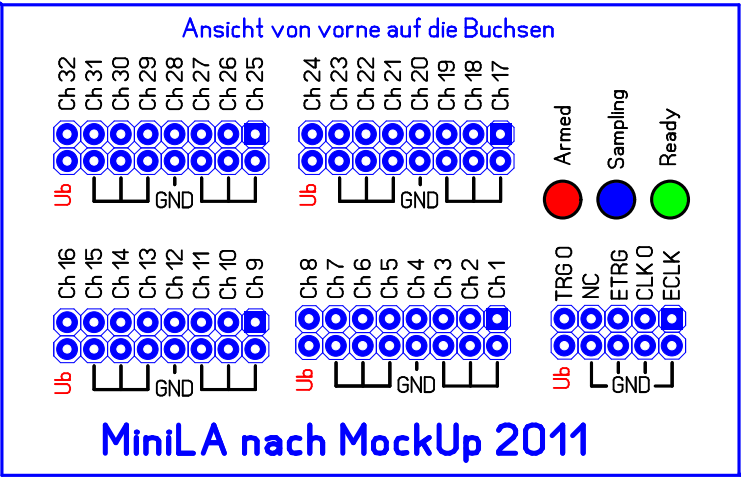 Ansicht von vorne auf die Buchsen
Ch 32 Ch 31 Ch 30 Ch 29 Ch 28 Ch 27 Ch 26 Ch 25
Ch 24 Ch 23 Ch 22 Ch 21 Ch 20 Ch 19 Ch 18 Ch 17
Armed
Sampling
Ready
Ub GND
Ub GND
Ch 16 Ch 15 Ch 14 Ch 13 Ch 12 Ch 11 Ch 10 Ch 9
Ch 8 Ch 7 Ch 6 Ch 5 Ch 4 Ch 3 Ch 2 Ch 1
TRG O
NC
ETRG
CLK O
ECLK
Ub GND
Ub GND
Ub GND
MiniLA nach MockUp 2011